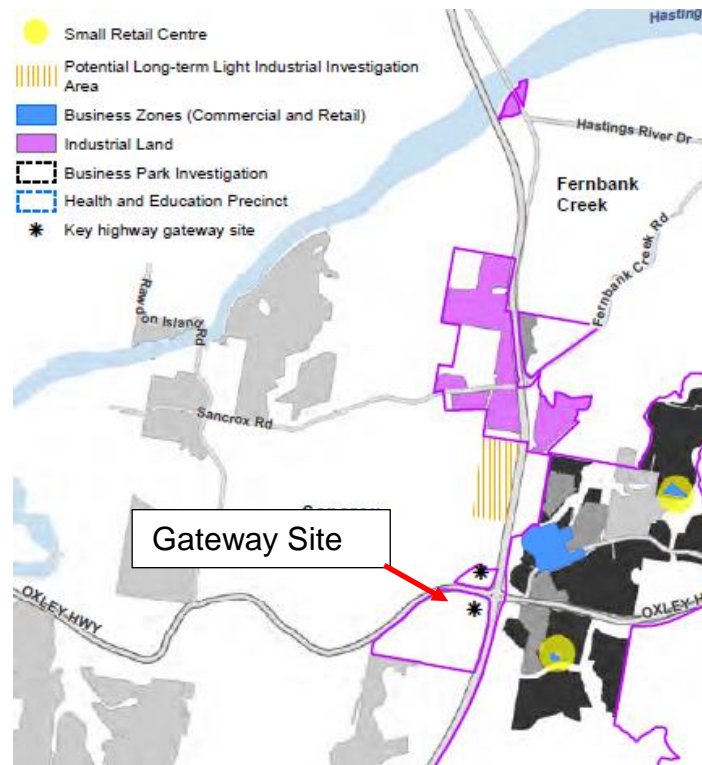 Small Retail Centre
Potential Long-term Light Industrial Investigation
Area
Business Zones (Commercial and Retail)
Industrial Land
Business Park Investigation
Health and Education Precinct
Key highway gateway site
Hastings
Hastings River Dr
Fernbank
Creek
Fernbank Creek Rd
Rawdon Island Rd
Sancrox Rd
Gateway Site
OXLEY HWY
OXLEY H